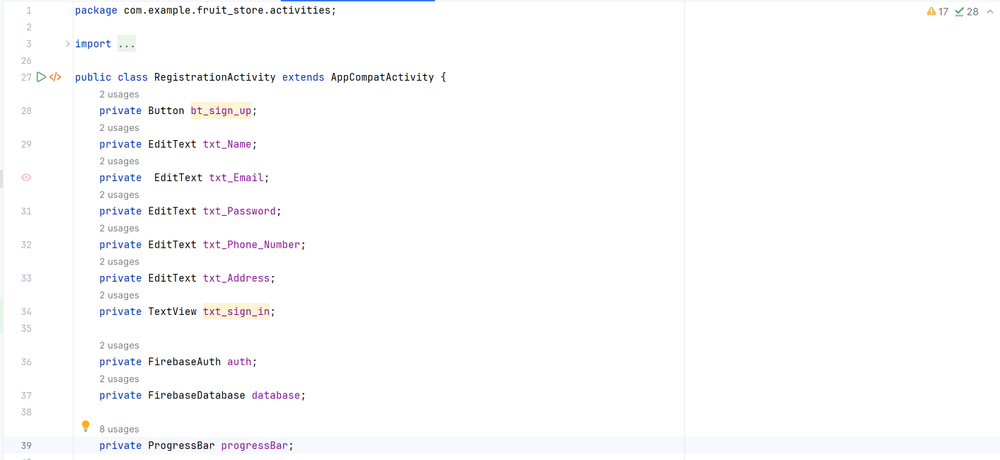 1 package com.example.fruit_store.activities; 17 28
2
3 import ...
26
27 public class RegistrationActivity extends AppCompatActivity {
2 usages
28 private Button bt_sign_up;
2 usages
29 private EditText txt_Name;
2 usages
private  EditText txt_Email;
2 usages
31 private EditText txt_Password;
2 usages
32 private EditText txt_Phone_Number;
2 usages
33 private EditText txt_Address;
2 usages
34 private TextView txt_sign_in;
35
2 usages
36 private FirebaseAuth auth;
2 usages
37 private FirebaseDatabase database;
38
8 usages
39 private ProgressBar progressBar;